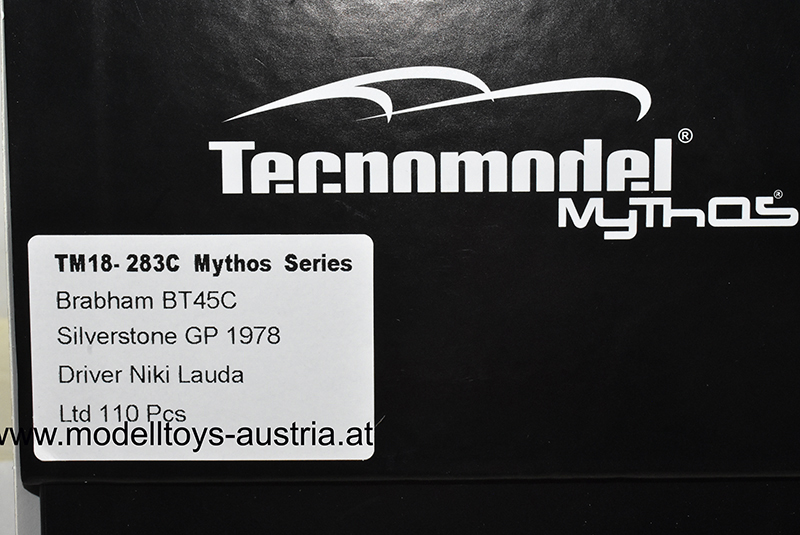 Tecnomodel®
MYTHOS®
TM18-283C Mythos Series
Brabham BT45C
Silverstone GP 1978
Driver Niki Lauda
Ltd 110 Pcs
www.modelltoys-austria.at